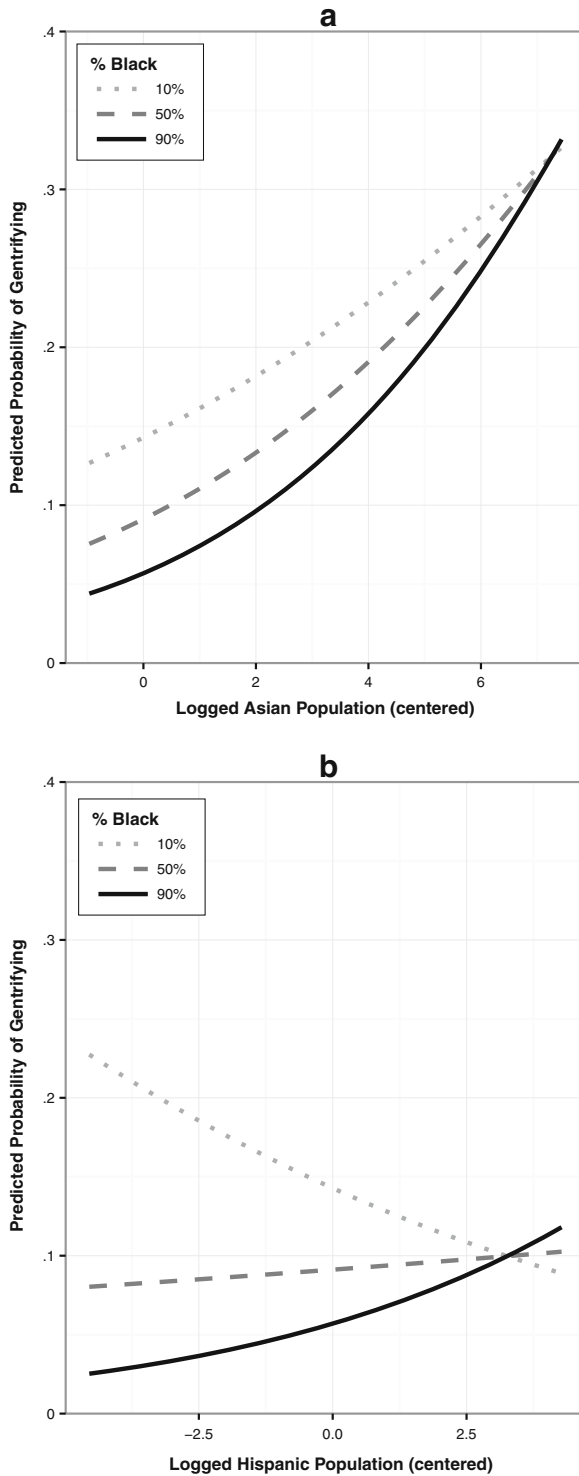 a
.4
% Black
10%
50%
90%
.3
.2
.1
0
Predicted Probability of Gentrifying
0 2 4 6
Logged Asian Population (centered)
b
.4
% Black
10%
50%
90%
.3
.2
.1
0
Predicted Probability of Gentrifying
−2.5 0.0 2.5
Logged Hispanic Population (centered)